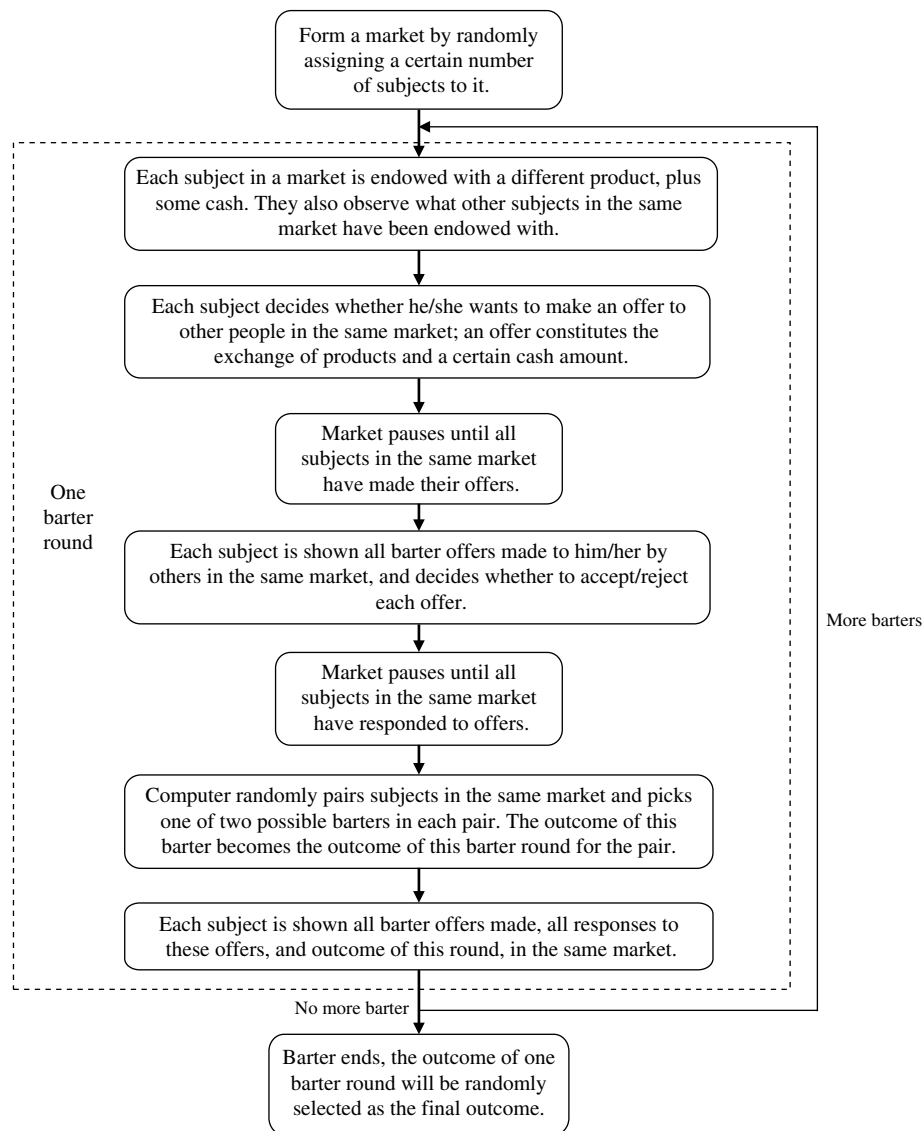 Form a market by randomly
assigning a certain number
of subjects to it.
Each subject in a market is endowed with a different product, plus
some cash. They also observe what other subjects in the same
market have been endowed with.
Each subject decides whether he/she wants to make an offer to
other people in the same market; an offer constitutes the
exchange of products and a certain cash amount.
Market pauses until all
subjects in the same market
have made their offers.
One
barter
round
Each subject is shown all barter offers made to him/her by
others in the same market, and decides whether to accept/reject
each offer.
More barters
Market pauses until all
subjects in the same market
have responded to offers.
Computer randomly pairs subjects in the same market and picks
one of two possible barters in each pair. The outcome of this
barter becomes the outcome of this barter round for the pair.
Each subject is shown all barter offers made, all responses to
these offers, and outcome of this round, in the same market.
No more barter
Barter ends, the outcome of one
barter round will be randomly
selected as the final outcome.